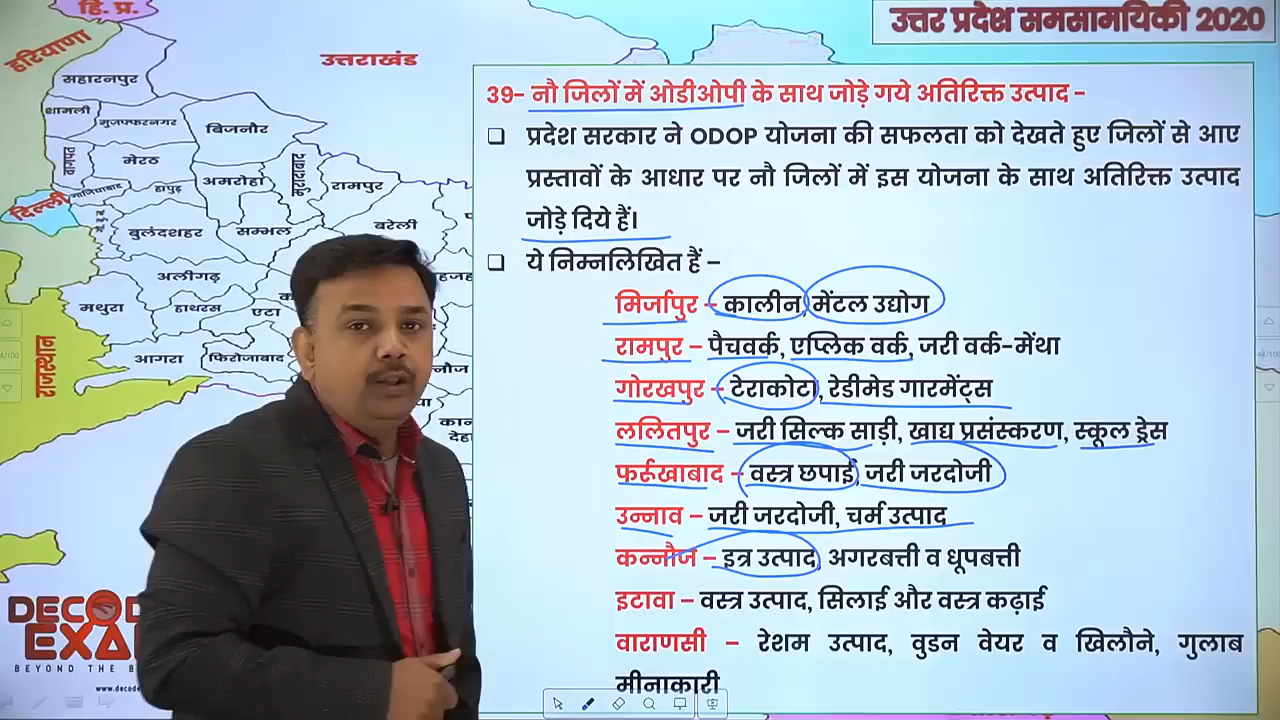 हि. प्र.
उत्तर प्रदेश समसामयिकी 2020
हरियाणा
उत्तराखंड
सहारनपुर
शामली
मुजफ्फरनगर
बिजनौर
बागपत
मेरठ
अमरोहा
मुरादाबाद
रामपुर
गाजियाबाद
हापुड़
दिल्ली
बुलंदशहर
सम्भल
बरेली
अलीगढ़
मथुरा
हाथरस
एटा
आगरा
फिरोजाबाद
राजस्थान
39- नौ जिलों में ओडीओपी के साथ जोड़े गये अतिरिक्त उत्पाद -
❑ प्रदेश सरकार ने ODOP योजना की सफलता को देखते हुए जिलों से आए
प्रस्तावों के आधार पर नौ जिलों में इस योजना के साथ अतिरिक्त उत्पाद
जोड़े दिये हैं।
❑ ये निम्नलिखित हैं –
मिर्जापुर – कालीन, मेंटल उद्योग
रामपुर – पैचवर्क, एप्लिक वर्क, जरी वर्क-मेंथा
गोरखपुर – टेराकोटा, रेडीमेड गारमेंट्स
ललितपुर – जरी सिल्क साड़ी, खाद्य प्रसंस्करण, स्कूल ड्रेस
फर्रूखाबाद – वस्त्र छपाई, जरी जरदोजी
उन्नाव – जरी जरदोजी, चर्म उत्पाद
कन्नौज – इत्र उत्पाद, अगरबत्ती व धूपबत्ती
इटावा – वस्त्र उत्पाद, सिलाई और वस्त्र कढ़ाई
वाराणसी – रेशम उत्पाद, वुडन वेयर व खिलौने, गुलाब
मीनाकारी
DECOD
EXA
BEYOND THE B
www.decode